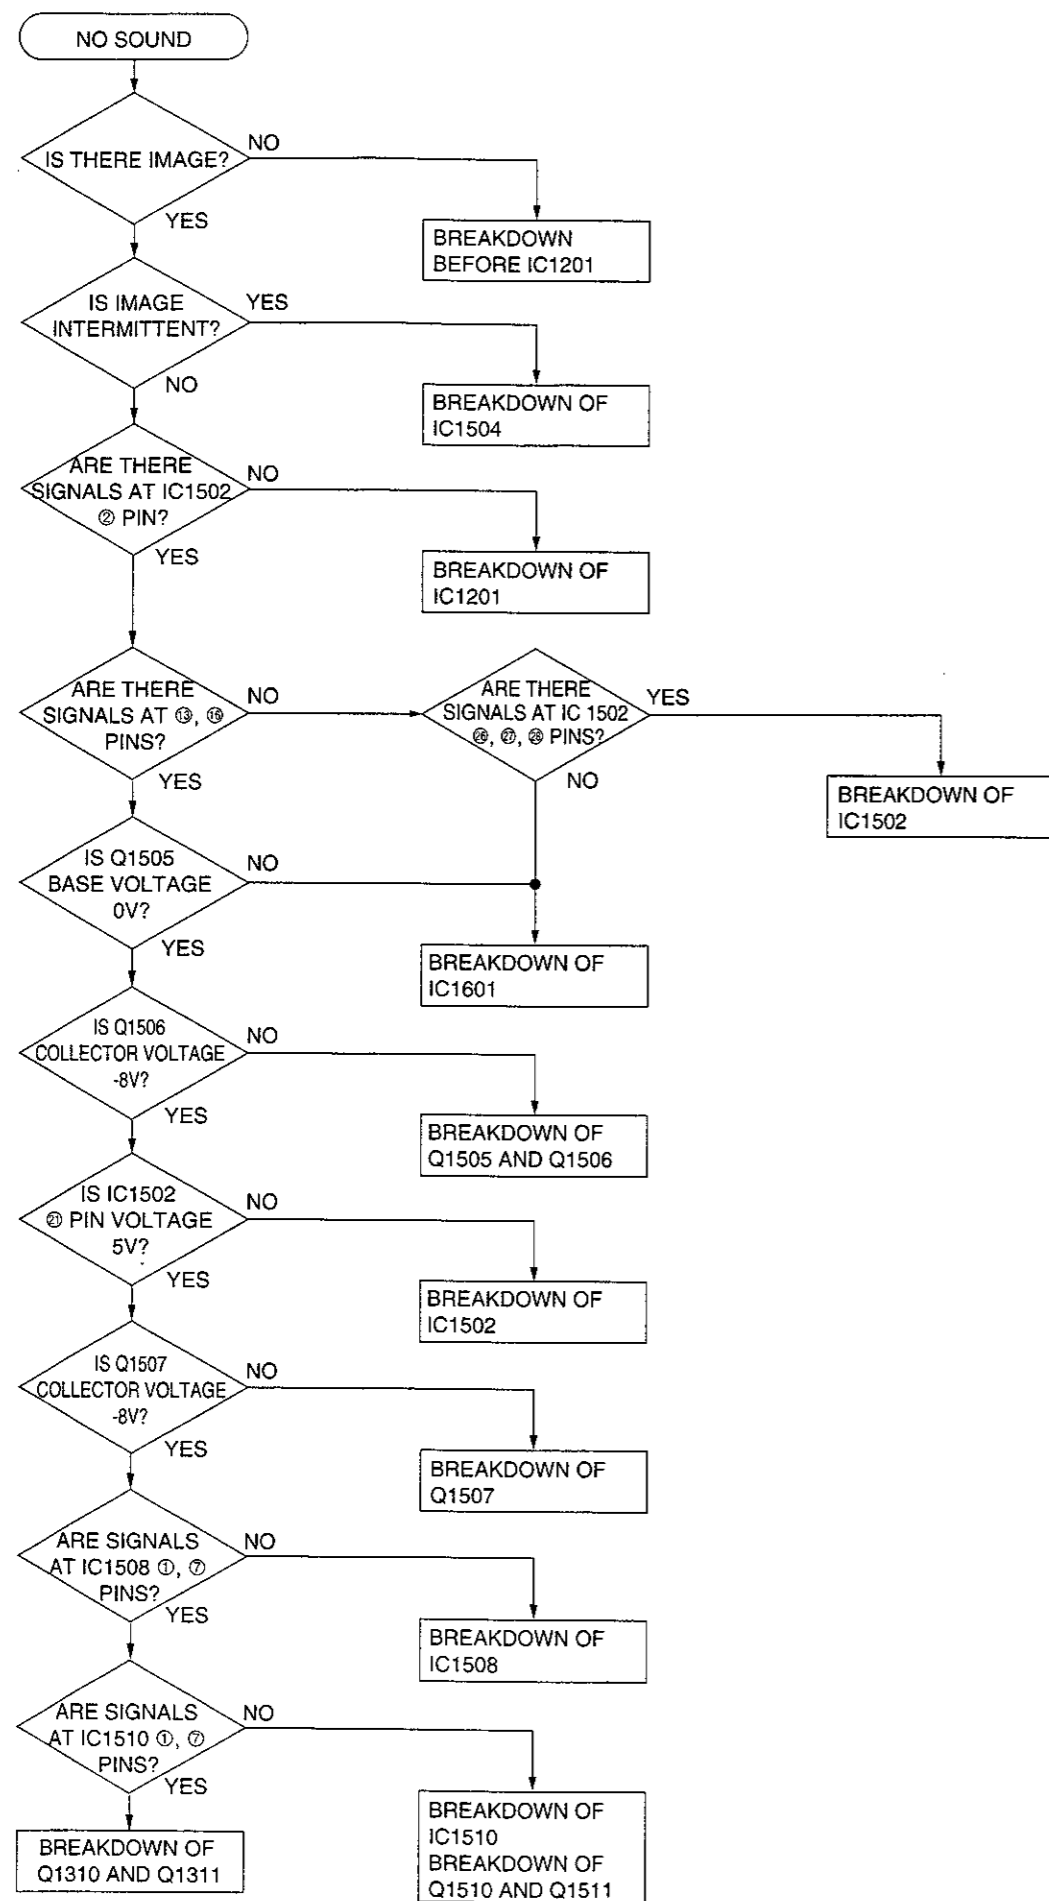 NO SOUND
IS THERE IMAGE?
NO
YES
BREAKDOWN
BEFORE IC1201
IS IMAGE
INTERMITTENT?
YES
NO
BREAKDOWN OF
IC1504
ARE THERE
SIGNALS AT IC1502
② PIN?
NO
YES
BREAKDOWN OF
IC1201
ARE THERE
SIGNALS AT ⑬, ⑯
PINS?
NO
YES
ARE THERE
SIGNALS AT IC 1502
㉖, ㉗, ㉘ PINS?
YES
NO
BREAKDOWN OF
IC1502
IS Q1505
BASE VOLTAGE
0V?
NO
YES
BREAKDOWN OF
IC1601
IS Q1506
COLLECTOR VOLTAGE
-8V?
NO
YES
BREAKDOWN OF
Q1505 AND Q1506
IS IC1502
㉑ PIN VOLTAGE
5V?
NO
YES
BREAKDOWN OF
IC1502
IS Q1507
COLLECTOR VOLTAGE
-8V?
NO
YES
BREAKDOWN OF
Q1507
ARE SIGNALS
AT IC1508 ①, ⑦
PINS?
NO
YES
BREAKDOWN OF
IC1508
ARE SIGNALS
AT IC1510 ①, ⑦
PINS?
NO
YES
BREAKDOWN OF
IC1510
BREAKDOWN OF
Q1510 AND Q1511
BREAKDOWN OF
Q1310 AND Q1311